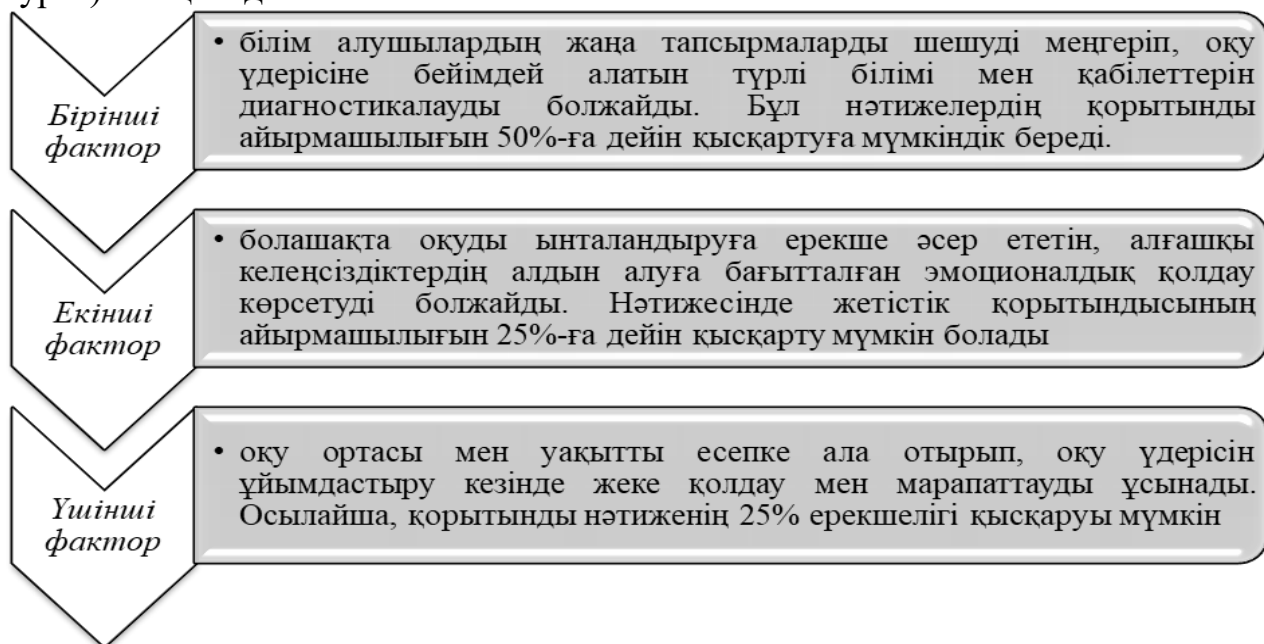 Бірінші
фактор
• білім алушылардың жаңа тапсырмаларды шешуді меңгеріп, оқу
үдерісіне бейімдей алатын түрлі білімі мен қабілеттерін
диагностикалауды болжайды. Бұл нәтижелердің қорытынды
айырмашылығын 50%-ға дейін қысқартуға мүмкіндік береді.
Екінші
фактор
• болашақта оқуды ынталандыруға ерекше әсер ететін, алғашқы
келеңсіздіктердің алдын алуға бағытталған эмоционалдық қолдау
көрсетуді болжайды. Нәтижесінде жетістік қорытындысының
айырмашылығын 25%-ға дейін қысқарту мүмкін болады
Үшінші
фактор
• оқу ортасы мен уақытты есепке ала отырып, оқу үдерісін
ұйымдастыру кезінде жеке қолдау мен марапаттауды ұсынады.
Осылайша, қорытынды нәтиженің 25% ерекшелігі қысқаруы мүмкін